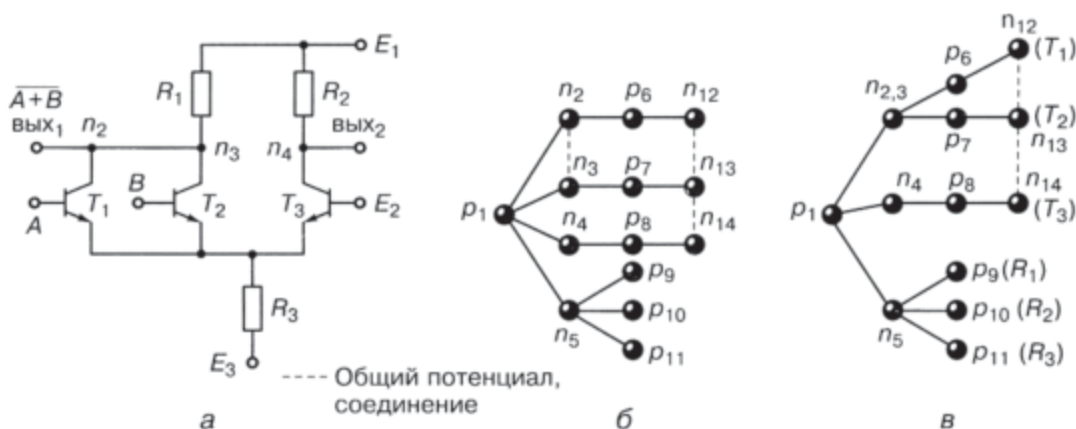 E₁
R₁
R₂
A+B
вых₁
n₂
n₃
n₄
вых₂
A
T₁
B
T₂
T₃
E₂
R₃
E₃
---- Общий потенциал,
соединение
а
n₂
p₆
n₁₂
n₃
p₇
n₁₃
p₁
n₄
p₈
n₁₄
p₉
n₅
p₁₀
p₁₁
б
n₁₂
(T₁)
p₆
n₂,₃
(T₂)
p₇
n₁₃
n₄
p₈
n₁₄
(T₃)
p₁
p₉ (R₁)
p₁₀ (R₂)
n₅
p₁₁ (R₃)
в